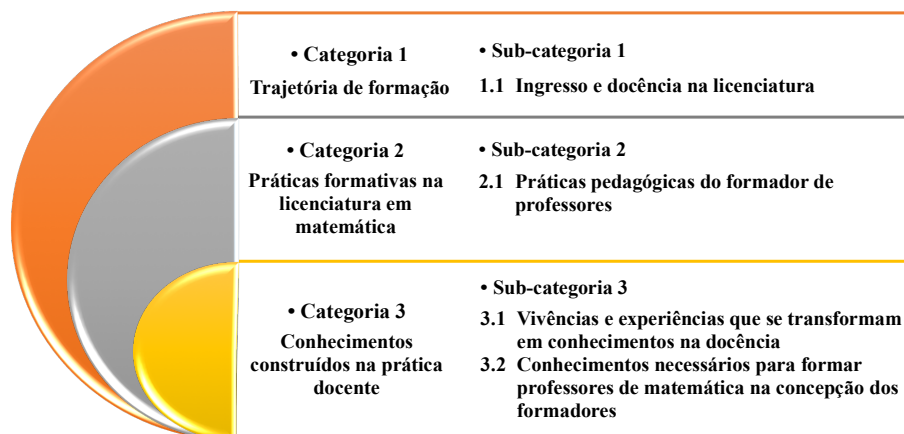 • Categoria 1
Trajetória de formação
• Sub-categoria 1
1.1 Ingresso e docência na licenciatura
• Categoria 2
Práticas formativas na
licenciatura em
matemática
• Sub-categoria 2
2.1 Práticas pedagógicas do formador de
professores
• Categoria 3
Conhecimentos
construídos na prática
docente
• Sub-categoria 3
3.1 Vivências e experiências que se transformam
em conhecimentos na docência
3.2 Conhecimentos necessários para formar
professores de matemática na concepção dos
formadores